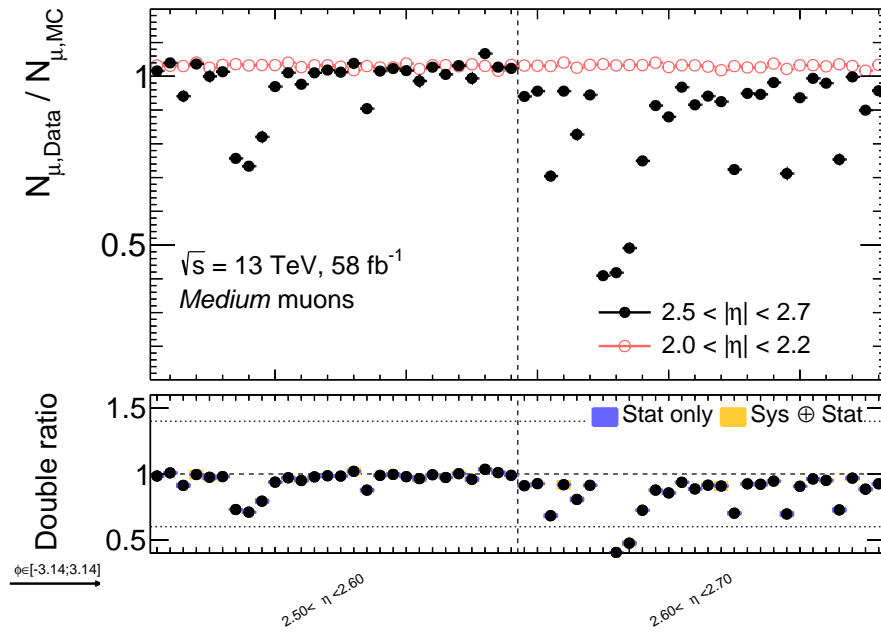 N_μ,Data / N_μ,MC
1
0.5
√s = 13 TeV, 58 fb⁻¹
Medium muons
2.5 < |η| < 2.7
2.0 < |η| < 2.2
Double ratio
1.5
1
0.5
Stat only
Sys ⊕ Stat
ϕ∈[-3.14;3.14]
2.50< η <2.60
2.60< η <2.70